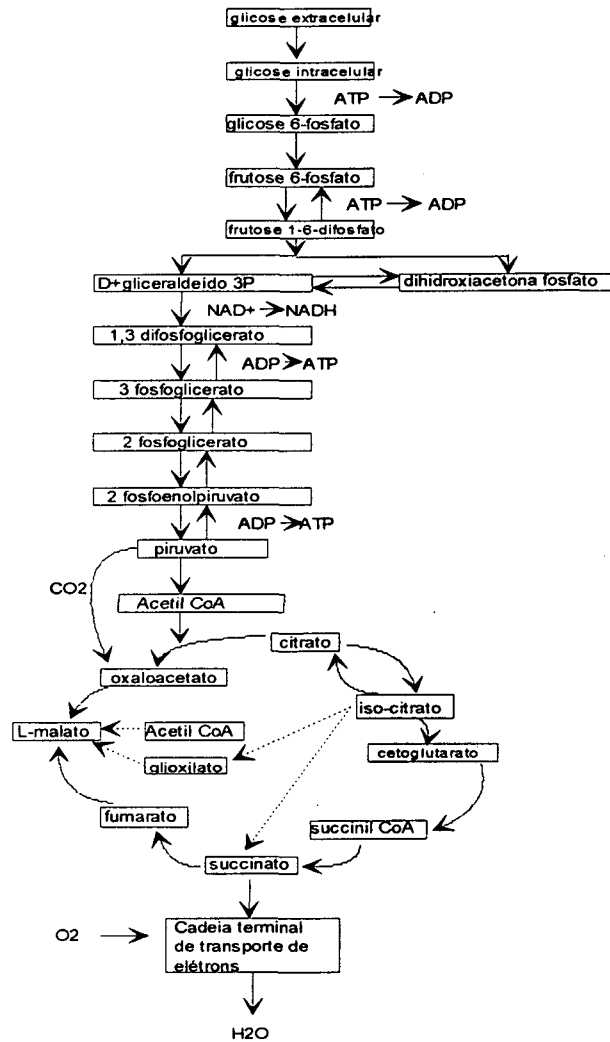 glicose extracelular
glicose intracelular
ATP → ADP
glicose 6-fosfato
frutose 6-fosfato
ATP → ADP
frutose 1-6-difosfato
D+gliceraldeído 3P
dihidroxiacetona fosfato
NAD+ → NADH
1,3 difosfoglicerato
ADP → ATP
3 fosfoglicerato
2 fosfoglicerato
2 fosfoenolpiruvato
ADP → ATP
piruvato
CO2
Acetil CoA
citrato
oxaloacetato
iso-citrato
L-malato
Acetil CoA
cetoglutarato
glioxilato
fumarato
succinil CoA
succinato
O2
Cadeia terminal
de transporte de
elétrons
H2O